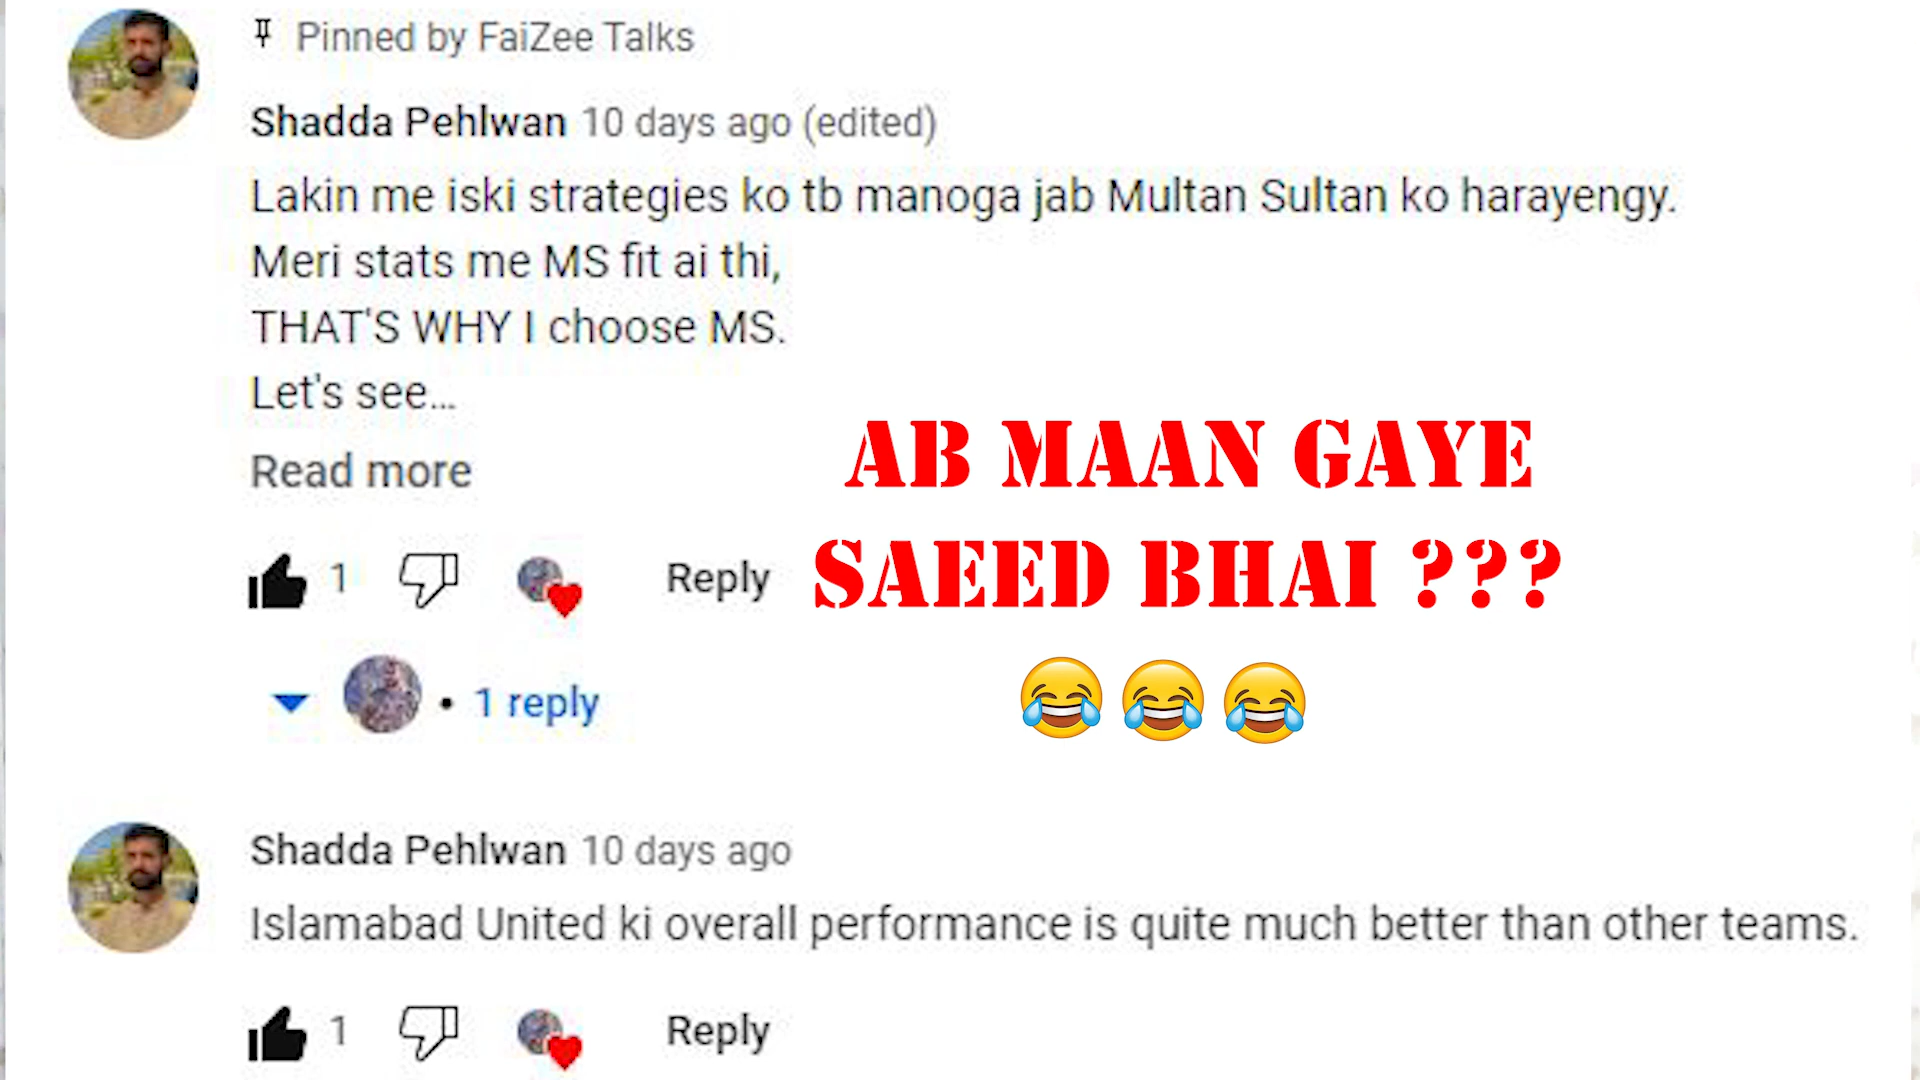 Pinned by FaiZee Talks
Shadda Pehlwan 10 days ago (edited)
Lakin me iski strategies ko tb manoga jab Multan Sultan ko harayengy.
Meri stats me MS fit ai thi,
THAT'S WHY I choose MS.
Let's see...
Read more
1 Reply
1 reply
AB MAAN GAYE
SAEED BHAI ???
😂 😂 😂
Shadda Pehlwan 10 days ago
Islamabad United ki overall performance is quite much better than other teams.
1 Reply